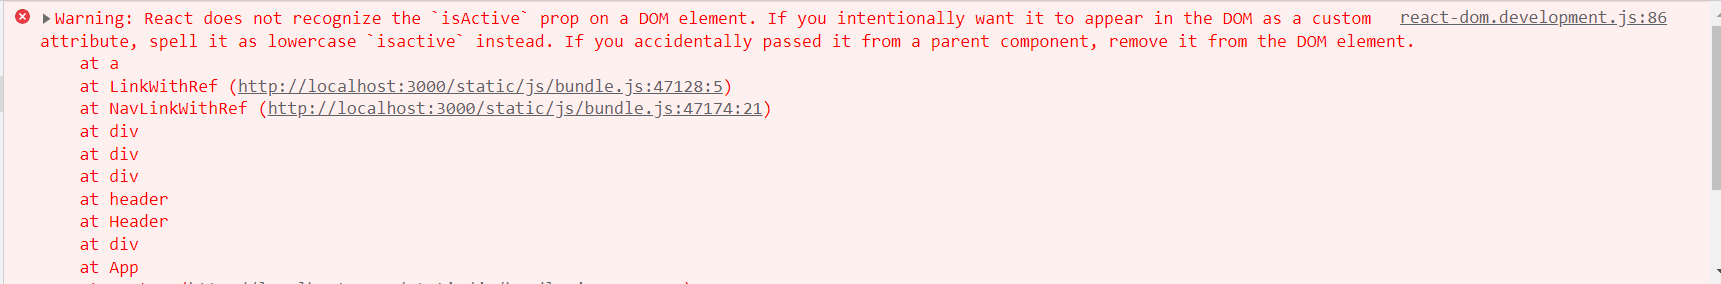 Warning: React does not recognize the `isActive` prop on a DOM element. If you intentionally want it to appear in the DOM as a custom react-dom.development.js:86
attribute, spell it as lowercase `isactive` instead. If you accidentally passed it from a parent component, remove it from the DOM element.
at a
at LinkWithRef (http://localhost:3000/static/js/bundle.js:47128:5)
at NavLinkWithRef (http://localhost:3000/static/js/bundle.js:47174:21)
at div
at div
at div
at header
at Header
at div
at App